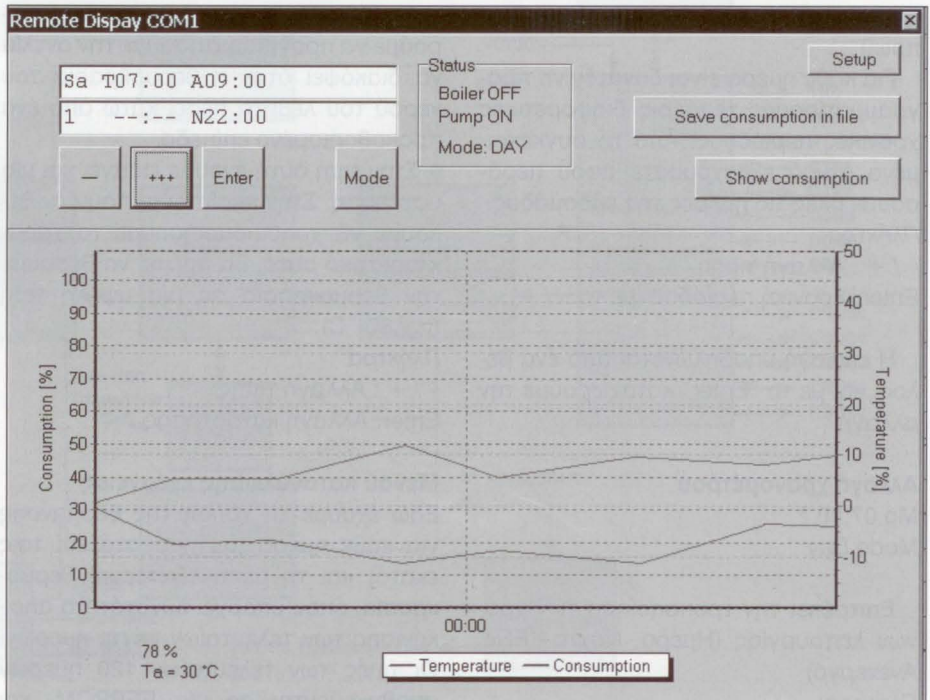 Remote Dispay COM1
Setup
Sa T07:00 A09:00
1 --:-- N22:00
Status
Boiler OFF
Pump ON
Mode: DAY
Save consumption in file
Show consumption
---
+++
Enter
Mode
Consumption [%]
100
90
80
70
60
50
40
30
20
10
0
50
40
30
20
10
0
-10
Temperature [%]
00:00
78 %
Ta = 30°C
Temperature
Consumption